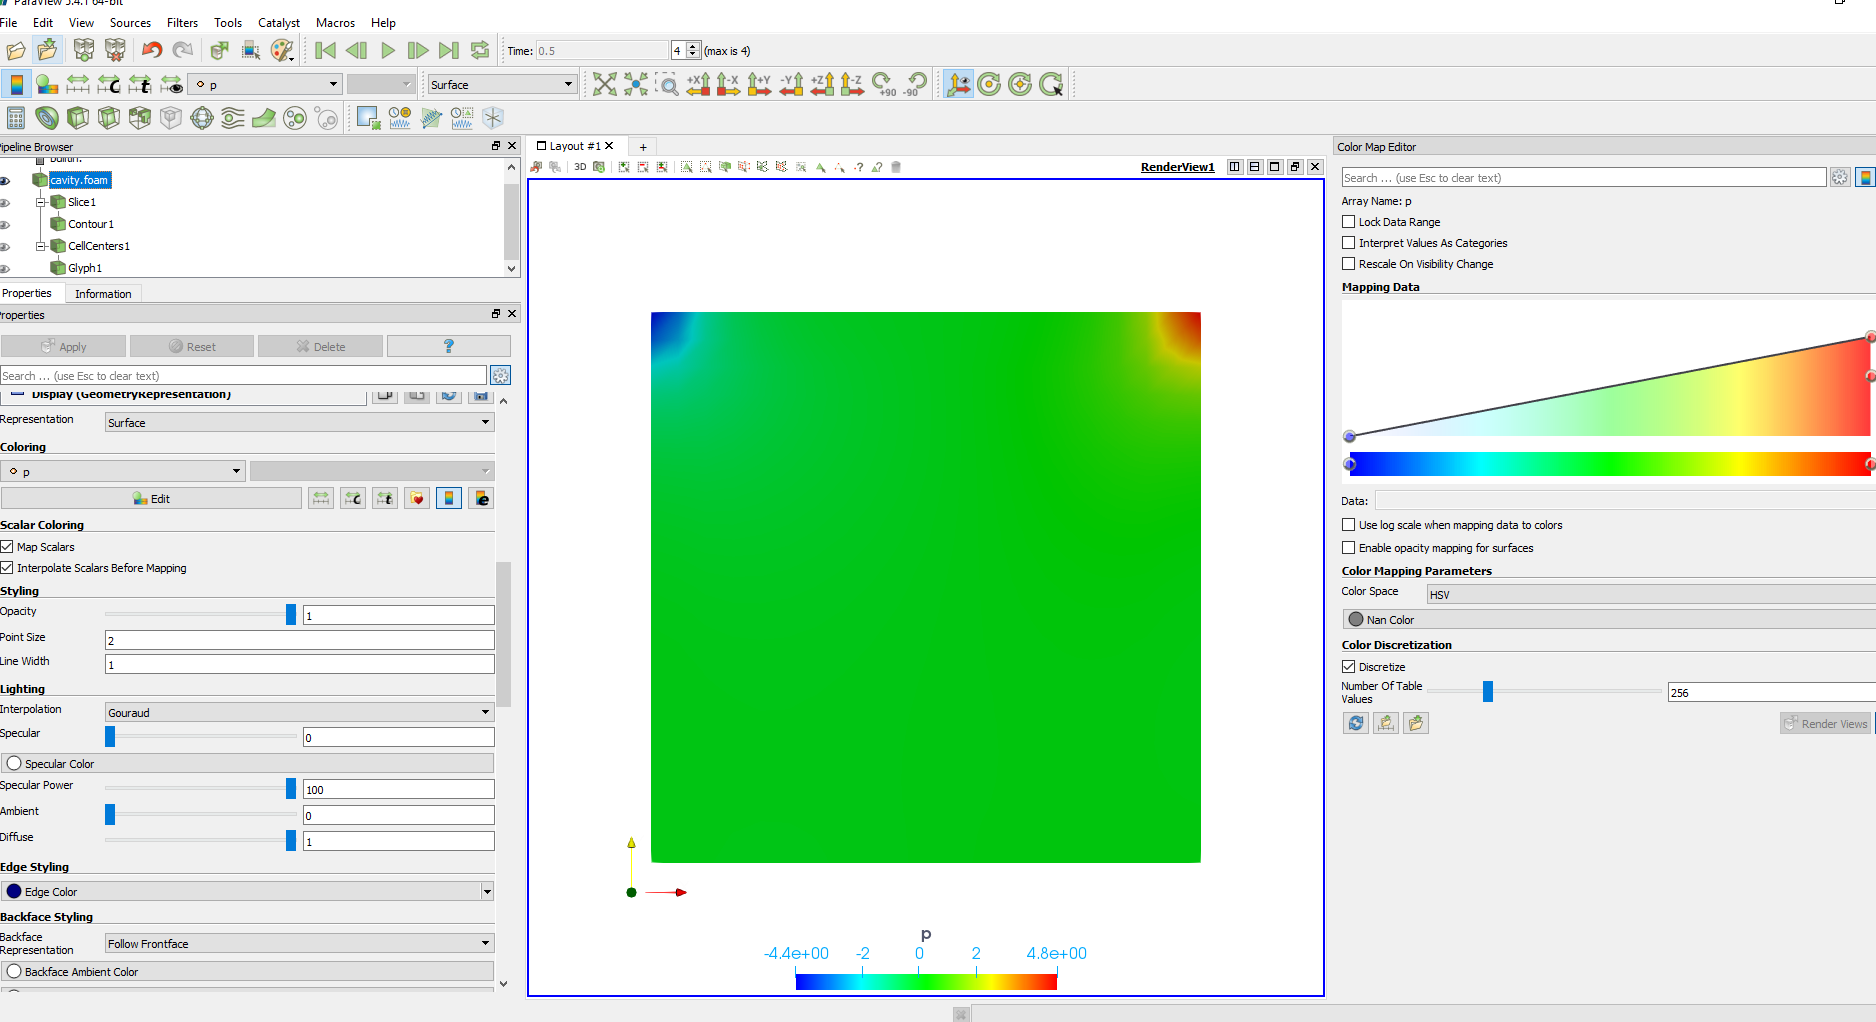 ParaView 5.4.1 64-bit
File Edit View Sources Filters Tools Catalyst Macros Help
Time: 0.5 4 (max is 4)
p Surface
+X -X +Y -Y +Z -Z +90 -90
Pipeline Browser
builtin:
cavity.foam
Slice1
Contour1
CellCenters1
Glyph1
Properties Information
Properties
Apply Reset Delete ?
Search ... (use Esc to clear text)
Display (GeometryRepresentation)
Representation Surface
Coloring
p
Edit
Scalar Coloring
Map Scalars
Interpolate Scalars Before Mapping
Styling
Opacity 1
Point Size 2
Line Width 1
Lighting
Interpolation Gouraud
Specular 0
Specular Color
Specular Power 100
Ambient 0
Diffuse 1
Edge Styling
Edge Color
Backface Styling
Backface
Representation Follow Frontface
Backface Ambient Color
Layout #1 +
3D RenderView1
p
-4.4e+00 -2 0 2 4.8e+00
Color Map Editor
Search ... (use Esc to clear text)
Array Name: p
Lock Data Range
Interpret Values As Categories
Rescale On Visibility Change
Mapping Data
Data:
Use log scale when mapping data to colors
Enable opacity mapping for surfaces
Color Mapping Parameters
Color Space HSV
Nan Color
Color Discretization
Discretize
Number Of Table
Values 256
Render Views